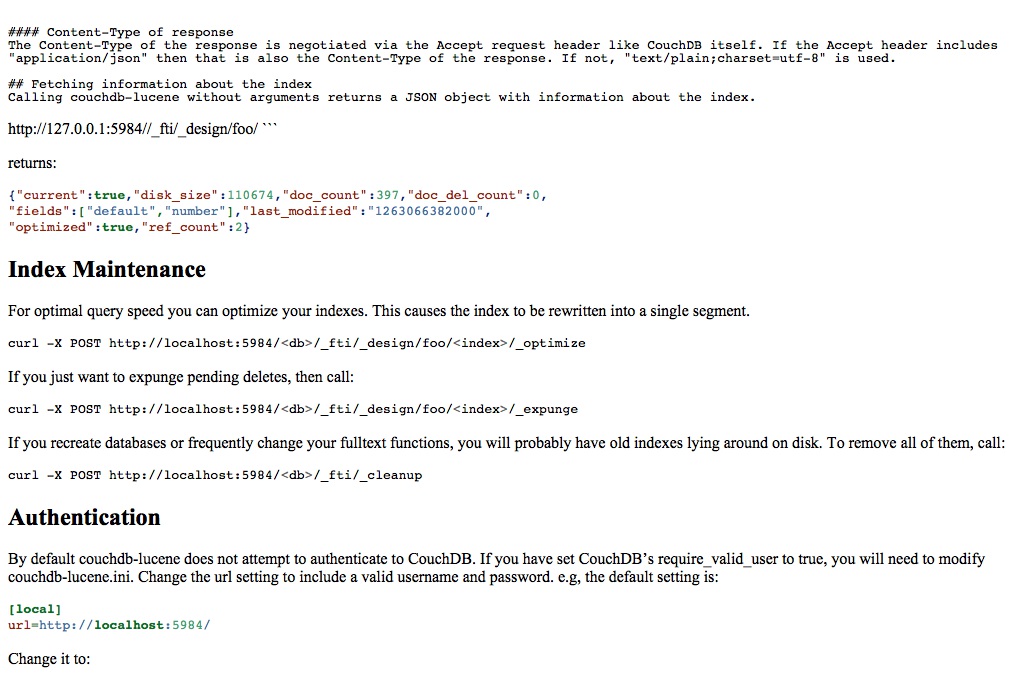 #### Content-Type of response
The Content-Type of the response is negotiated via the Accept request header like CouchDB itself. If the Accept header includes
"application/json" then that is also the Content-Type of the response. If not, "text/plain;charset=utf-8" is used.
## Fetching information about the index
Calling couchdb-lucene without arguments returns a JSON object with information about the index.
http://127.0.0.1:5984//_fti/_design/foo/ ```
returns:
{"current":true,"disk_size":110674,"doc_count":397,"doc_del_count":0,
"fields":["default","number"],"last_modified":"1263066382000",
"optimized":true,"ref_count":2}
Index Maintenance
For optimal query speed you can optimize your indexes. This causes the index to be rewritten into a single segment.
curl -X POST http://localhost:5984/<db>/_fti/_design/foo/<index>/_optimize
If you just want to expunge pending deletes, then call:
curl -X POST http://localhost:5984/<db>/_fti/_design/foo/<index>/_expunge
If you recreate databases or frequently change your fulltext functions, you will probably have old indexes lying around on disk. To remove all of them, call:
curl -X POST http://localhost:5984/<db>/_fti/_cleanup
Authentication
By default couchdb-lucene does not attempt to authenticate to CouchDB. If you have set CouchDB’s require_valid_user to true, you will need to modify
couchdb-lucene.ini. Change the url setting to include a valid username and password. e.g, the default setting is:
[local]
url=http://localhost:5984/
Change it to: